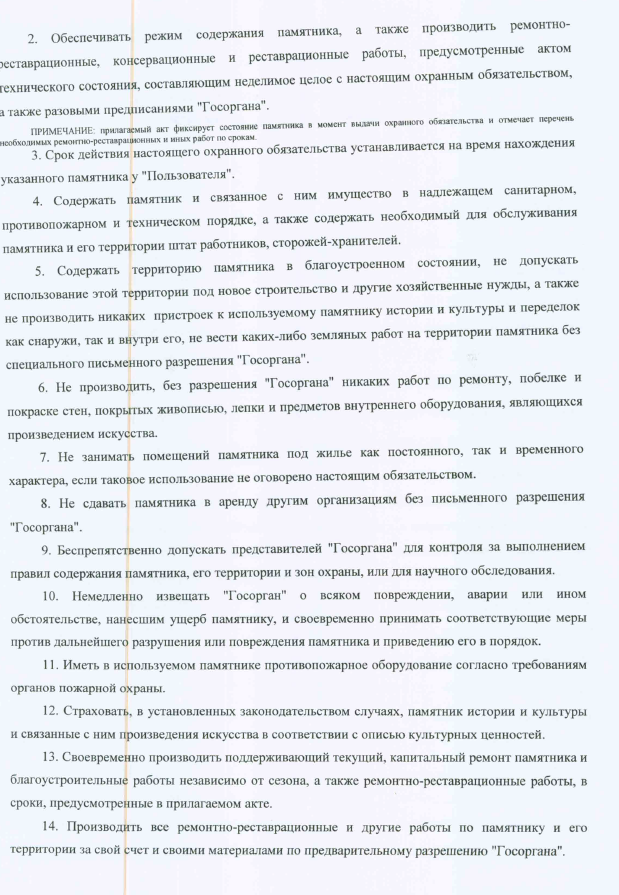 2. Обеспечивать режим содержания памятника, а также производить ремонтно-
реставрационные, консервационные и реставрационные работы, предусмотренные актом
технического состояния, составляющим неделимое целое с настоящим охранным обязательством,
а также разовыми предписаниями "Госоргана".
ПРИМЕЧАНИЕ: прилагаемый акт фиксирует состояние памятника в момент выдачи охранного обязательства и отмечает перечень
необходимых ремонтно-реставрационных и иных работ по срокам.
3. Срок действия настоящего охранного обязательства устанавливается на время нахождения
указанного памятника у "Пользователя".
4. Содержать памятник и связанное с ним имущество в надлежащем санитарном,
противопожарном и техническом порядке, а также содержать необходимый для обслуживания
памятника и его территории штат работников, сторожей-хранителей.
5. Содержать территорию памятника в благоустроенном состоянии, не допускать
использование этой территории под новое строительство и другие хозяйственные нужды, а также
не производить никаких пристроек к используемому памятнику истории и культуры и переделок
как снаружи, так и внутри его, не вести каких-либо земляных работ на территории памятника без
специального письменного разрешения "Госоргана".
6. Не производить, без разрешения "Госоргана" никаких работ по ремонту, побелке и
покраске стен, покрытых живописью, лепки и предметов внутреннего оборудования, являющихся
произведением искусства.
7. Не занимать помещений памятника под жилье как постоянного, так и временного
характера, если таковое использование не оговорено настоящим обязательством.
8. Не сдавать памятника в аренду другим организациям без письменного разрешения
"Госоргана".
9. Беспрепятственно допускать представителей "Госоргана" для контроля за выполнением
правил содержания памятника, его территории и зон охраны, или для научного обследования.
10. Немедленно извещать "Госорган" о всяком повреждении, аварии или ином
обстоятельстве, нанесшим ущерб памятнику, и своевременно принимать соответствующие меры
против дальнейшего разрушения или повреждения памятника и приведению его в порядок.
11. Иметь в используемом памятнике противопожарное оборудование согласно требованиям
органов пожарной охраны.
12. Страховать, в установленных законодательством случаях, памятник истории и культуры
и связанные с ним произведения искусства в соответствии с описью культурных ценностей.
13. Своевременно производить поддерживающий текущий, капитальный ремонт памятника и
благоустроительные работы независимо от сезона, а также ремонтно-реставрационные работы, в
сроки, предусмотренные в прилагаемом акте.
14. Производить все ремонтно-реставрационные и другие работы по памятнику и его
территории за свой счет и своими материалами по предварительному разрешению "Госоргана".